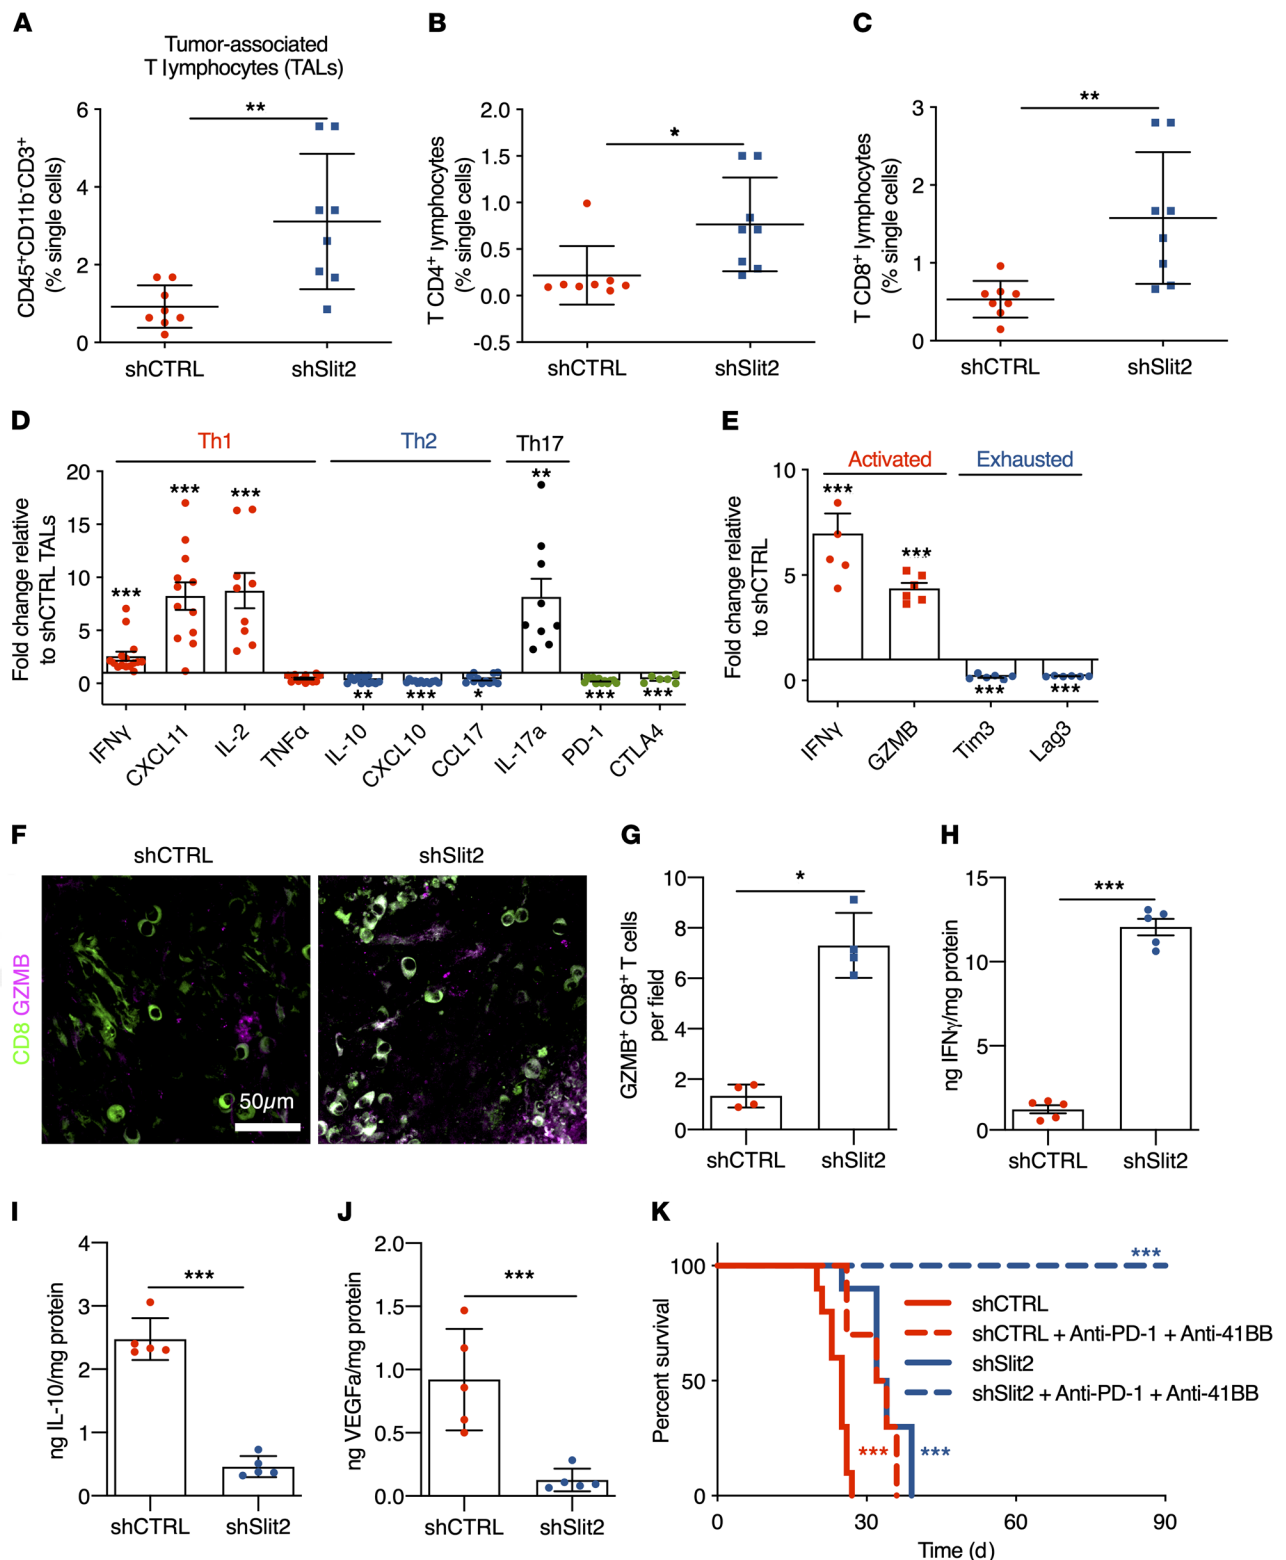 A
Tumor-associated
T lymphocytes (TALs)
CD45+CD11b-CD3+
(% single cells)
6
4
2
0
**
shCTRL
shSlit2
B
T CD4+ lymphocytes
(% single cells)
2.0
1.5
1.0
0.5
0.0
-0.5
*
shCTRL
shSlit2
C
T CD8+ lymphocytes
(% single cells)
3
2
1
0
**
shCTRL
shSlit2
D
Th1
Th2
Th17
Fold change relative
to shCTRL TALs
20
15
10
5
0
***
***
***
**
***
*
**
***
***
IFNγ
CXCL11
IL-2
TNFα
IL-10
CXCL10
CCL17
IL-17a
PD-1
CTLA4
E
Activated
Exhausted
Fold change relative
to shCTRL
10
5
0
***
***
***
***
IFNγ
GZMB
Tim3
Lag3
F
shCTRL
shSlit2
CD8 GZMB
50µm
G
GZMB+ CD8+ T cells
per field
10
8
6
4
2
0
*
shCTRL
shSlit2
H
ng IFNγ/mg protein
15
10
5
0
***
shCTRL
shSlit2
I
ng IL-10/mg protein
4
3
2
1
0
***
shCTRL
shSlit2
J
ng VEGFa/mg protein
2.0
1.5
1.0
0.5
0.0
***
shCTRL
shSlit2
K
Percent survival
100
50
0
***
shCTRL
shCTRL + Anti-PD-1 + Anti-41BB
shSlit2
shSlit2 + Anti-PD-1 + Anti-41BB
***
***
0
30
60
90
Time (d)